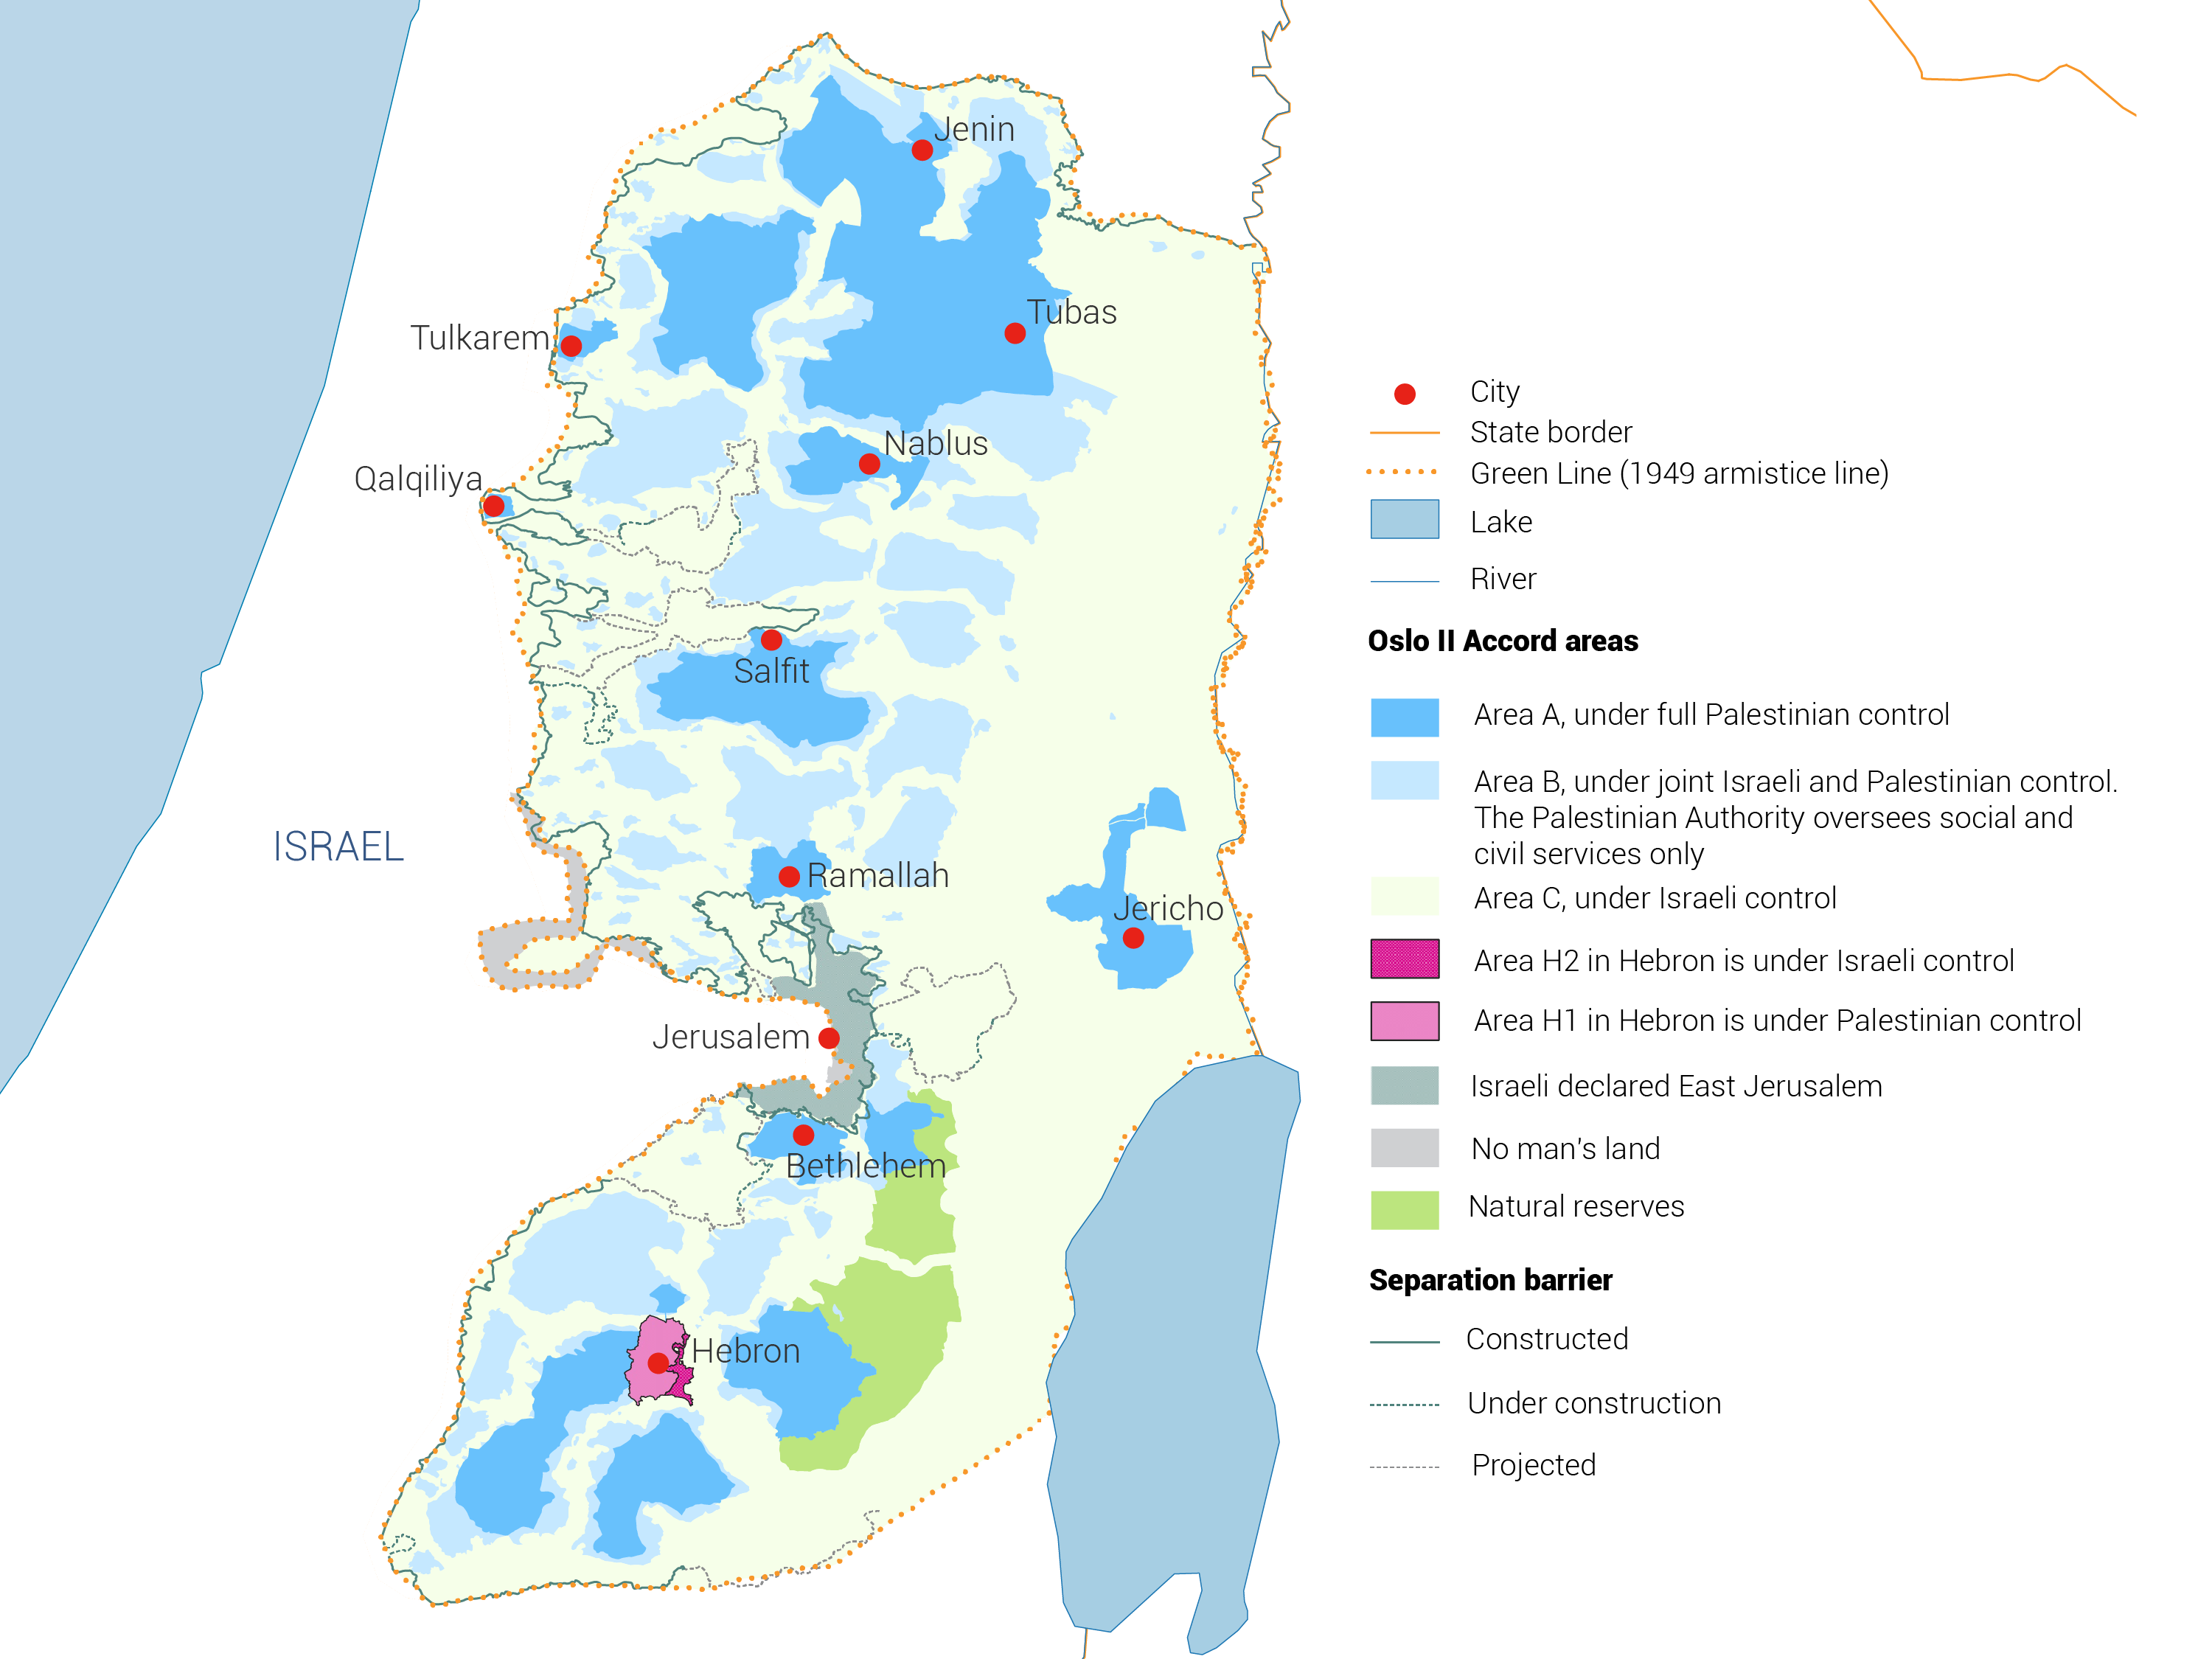 Jenin
Tubas
Tulkarem
Nablus
Qalqiliya
Salfit
ISRAEL
Ramallah
Jericho
Jerusalem
Bethlehem
Hebron
City
State border
Green Line (1949 armistice line)
Lake
River
Oslo II Accord areas
Area A, under full Palestinian control
Area B, under joint Israeli and Palestinian control.
The Palestinian Authority oversees social and
civil services only
Area C, under Israeli control
Area H2 in Hebron is under Israeli control
Area H1 in Hebron is under Palestinian control
Israeli declared East Jerusalem
No man's land
Natural reserves
Separation barrier
Constructed
Under construction
Projected